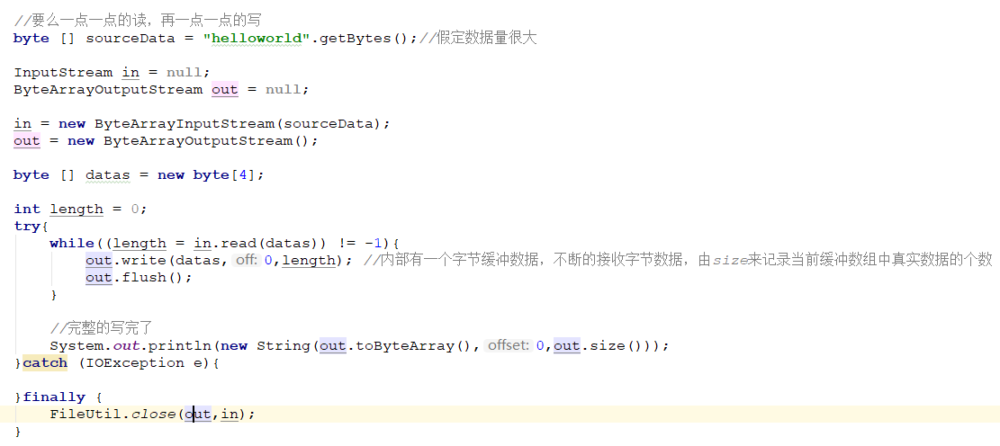 //要么一点一点的读，再一点一点的写
byte [] sourceData = "helloworld".getBytes();//假定数据量很大
InputStream in = null;
ByteArrayOutputStream out = null;
in = new ByteArrayInputStream(sourceData);
out = new ByteArrayOutputStream();
byte [] datas = new byte[4];
int length = 0;
try{
while((length = in.read(datas)) != -1){
out.write(datas, off: 0,length); //内部有一个字节缓冲数据，不断的接收字节数据，由size来记录当前缓冲数组中真实数据的个数
out.flush();
}
//完整的写完了
System.out.println(new String(out.toByteArray(), offset: 0,out.size()));
}catch (IOException e){
}finally {
FileUtil.close(out,in);
}